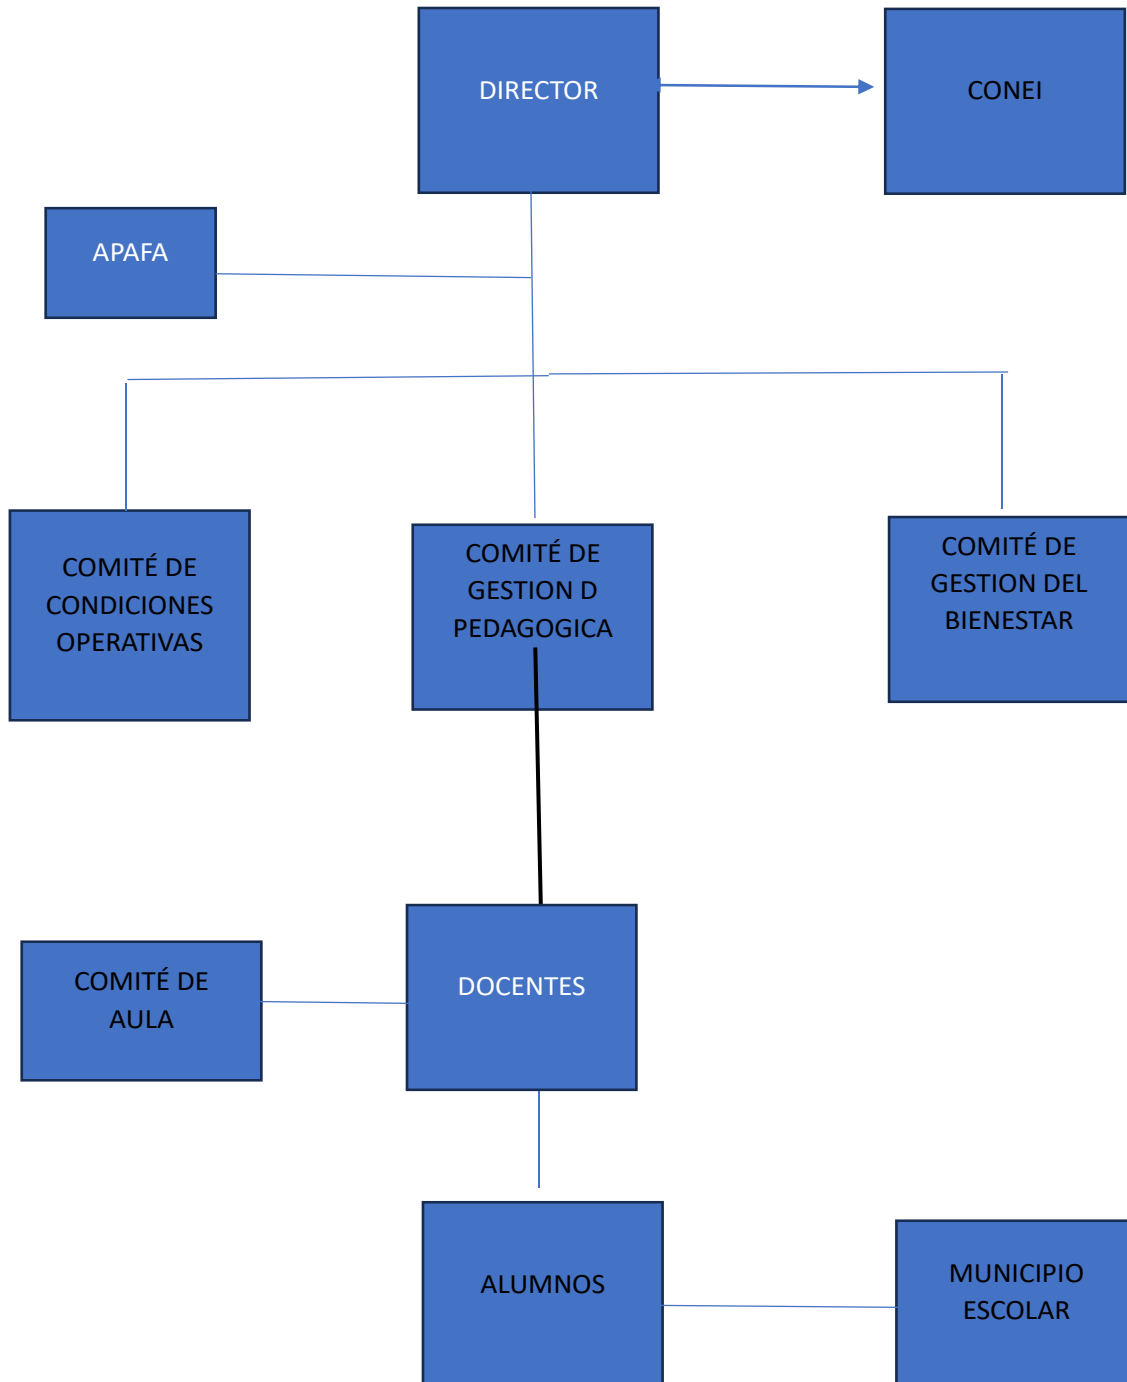 DIRECTOR
CONEI
APAFA
COMITÉ DE
CONDICIONES
OPERATIVAS
COMITÉ DE
GESTION D
PEDAGOGICA
COMITÉ DE
GESTION DEL
BIENESTAR
COMITÉ DE
AULA
DOCENTES
ALUMNOS
MUNICIPIO
ESCOLAR